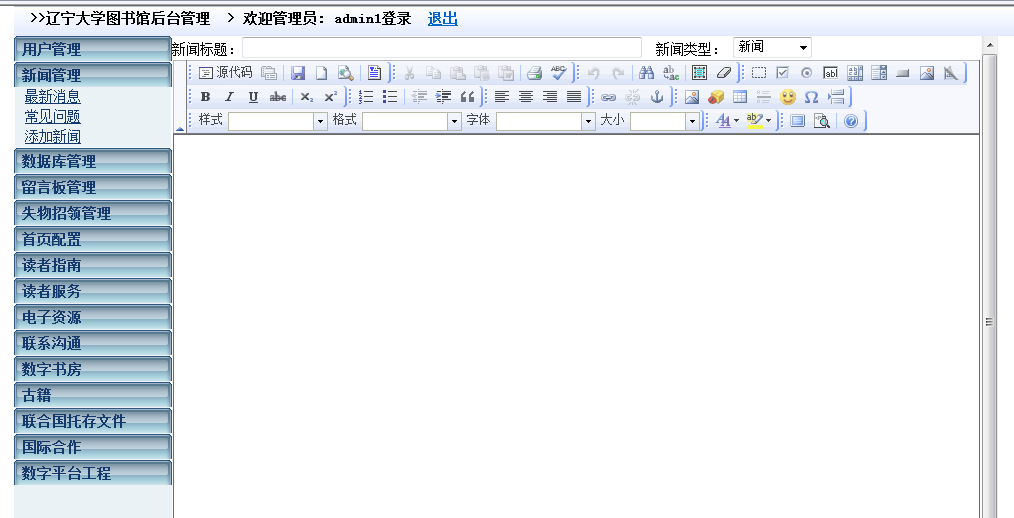 >>辽宁大学图书馆后台管理 > 欢迎管理员: admin1登录 退出
用户管理
新闻管理
最新消息
常见问题
添加新闻
数据库管理
留言板管理
失物招领管理
首页配置
读者指南
读者服务
电子资源
联系沟通
数字书房
古籍
联合国托存文件
国际合作
数字平台工程
新闻标题: 新闻类型: 新闻
源代码
B I U abc X₂ X²
样式 格式 字体 大小